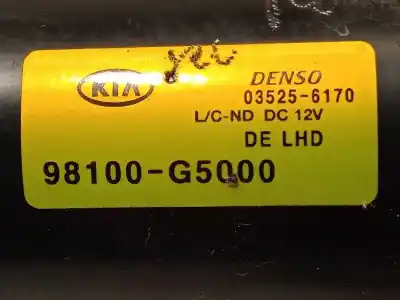 KIA
DENSO
03525-6170
L/C-ND DC 12V
DE LHD
98100-G5000